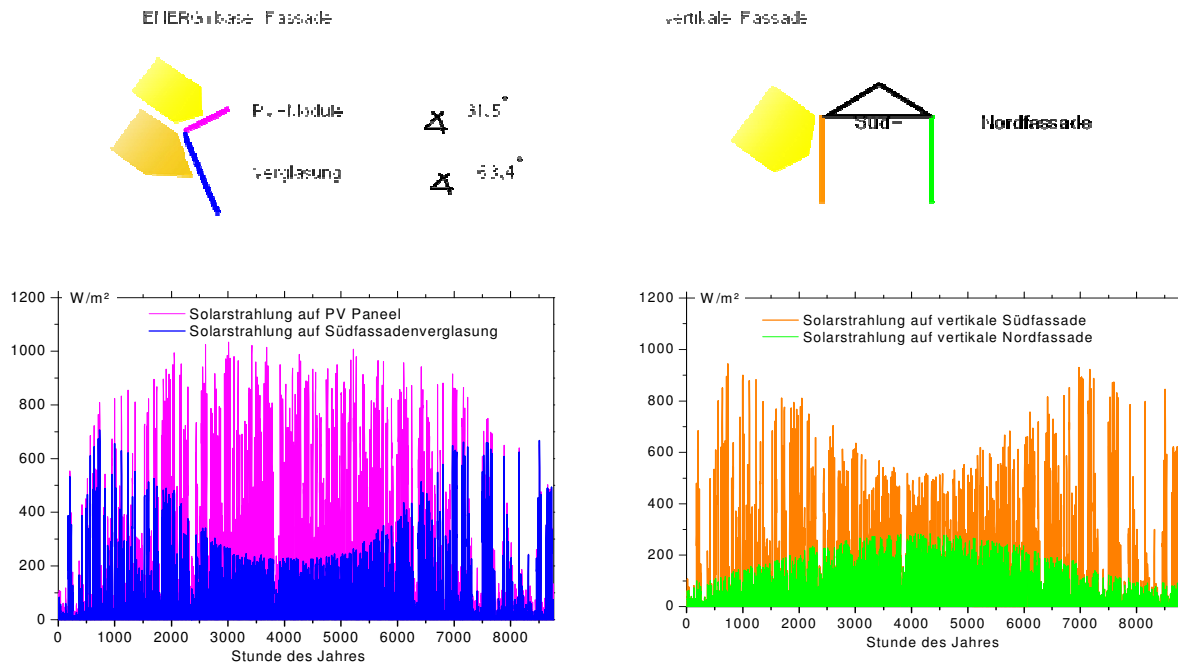 ENERGYbase Fassade
vertikale Fassade
PV-Module 31.5°
Süd-
Nordfassade
Verglasung
W/m²
1200
1000
800
600
400
200
0
Solarstrahlung auf PV Paneel
Solarstrahlung auf Südfassadenverglasung
0 1000 2000 3000 4000 5000 6000 7000 8000
Stunde des Jahres
W/m²
1200
1000
800
600
400
200
0
Solarstrahlung auf vertikale Südfassade
Solarstrahlung auf vertikale Nordfassade
0 1000 2000 3000 4000 5000 6000 7000 8000
Stunde des Jahres